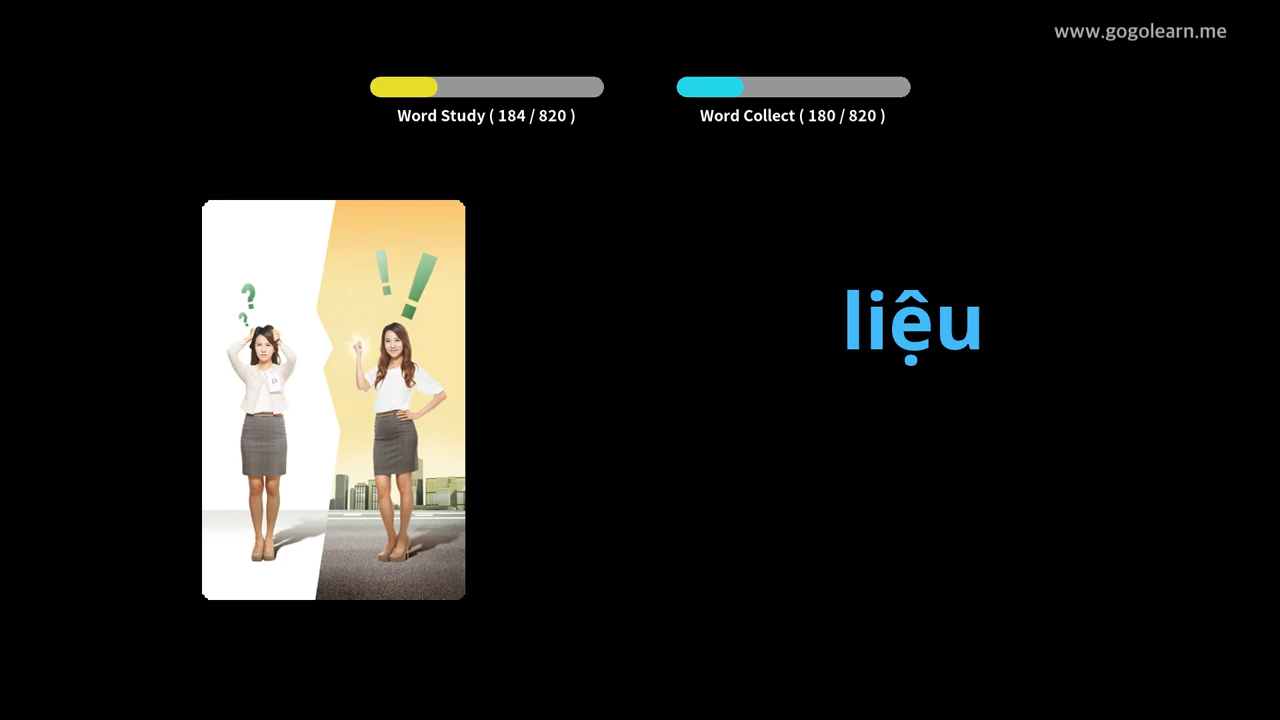 www.gogolearn.me
Word Study ( 184 / 820 )
Word Collect ( 180 / 820 )
? ?
! !
liệu